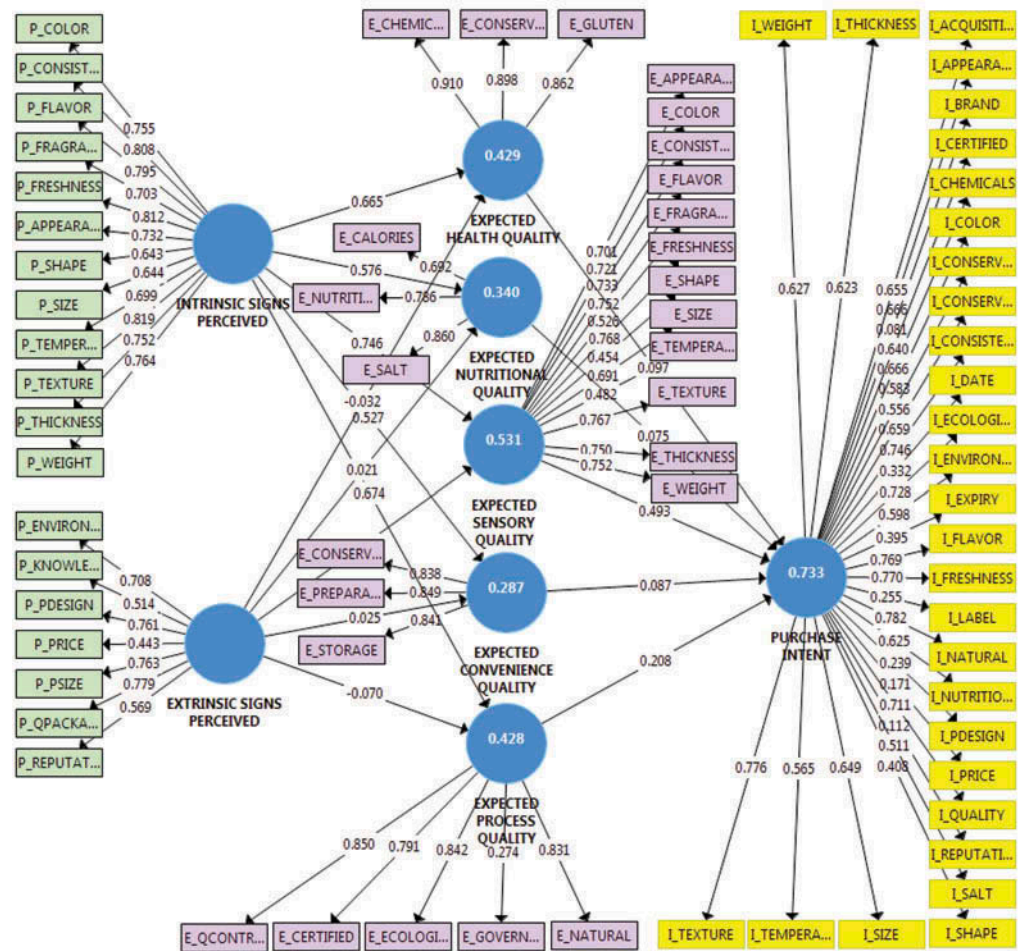 P_COLOR
P_CONSIST...
P_FLAVOR
P_FRAGRA...
P_FRESHNESS
P_APPEARA...
P_SHAPE
P_SIZE
P_TEMPER...
P_TEXTURE
P_THICKNESS
P_WEIGHT
0.755
0.808
0.795
0.703
0.812
0.732
0.643
0.644
0.699
0.819
0.752
0.764
INTRINSIC SIGNS
PERCEIVED
P_ENVIRON...
P_KNOWLE...
P_PDESIGN
P_PRICE
P_PSIZE
P_QPACKA...
P_REPUTAT...
0.708
0.514
0.761
0.443
0.763
0.779
0.569
EXTRINSIC SIGNS
PERCEIVED
0.665
0.576
0.746
-0.032
0.527
0.021
0.674
0.025
-0.070
E_CHEMIC...
E_CONSERV...
E_GLUTEN
0.910
0.898
0.862
0.429
EXPECTED
HEALTH QUALITY
E_CALORIES
E_NUTRITI...
E_SALT
0.692
0.786
0.860
0.340
EXPECTED
NUTRITIONAL
QUALITY
0.531
EXPECTED
SENSORY
QUALITY
E_CONSERV...
E_PREPARA...
E_STORAGE
0.838
0.849
0.841
0.287
EXPECTED
CONVENIENCE
QUALITY
0.428
EXPECTED
PROCESS
QUALITY
0.850
0.791
0.842
0.274
0.831
E_QCONTR...
E_CERTIFIED
E_ECOLOGI...
E_GOVERN...
E_NATURAL
E_APPEARA...
E_COLOR
E_CONSIST...
E_FLAVOR
E_FRAGRA...
E_FRESHNESS
E_SHAPE
E_SIZE
E_TEMPERA...
E_TEXTURE
E_THICKNESS
E_WEIGHT
0.701
0.721
0.733
0.752
0.526
0.768
0.454
0.691
0.482
0.767
0.750
0.752
0.097
0.075
0.493
0.087
0.208
0.733
PURCHASE
INTENT
I_WEIGHT
I_THICKNESS
0.627
0.623
0.655
0.666
0.081
0.640
0.666
0.583
0.556
0.659
0.746
0.332
0.728
0.598
0.395
0.769
0.770
0.255
0.782
0.625
0.239
0.171
0.711
0.112
0.511
0.408
0.776
0.565
0.649
I_ACQUISITI...
I_APPEARA...
I_BRAND
I_CERTIFIED
I_CHEMICALS
I_COLOR
I_CONSERV...
I_CONSERV...
I_CONSISTE...
I_DATE
I_ECOLOGI...
I_ENVIRON...
I_EXPIRY
I_FLAVOR
I_FRESHNESS
I_LABEL
I_NATURAL
I_NUTRITIO...
I_PDESIGN
I_PRICE
I_QUALITY
I_REPUTATI...
I_SALT
I_SHAPE
I_TEXTURE
I_TEMPERA...
I_SIZE